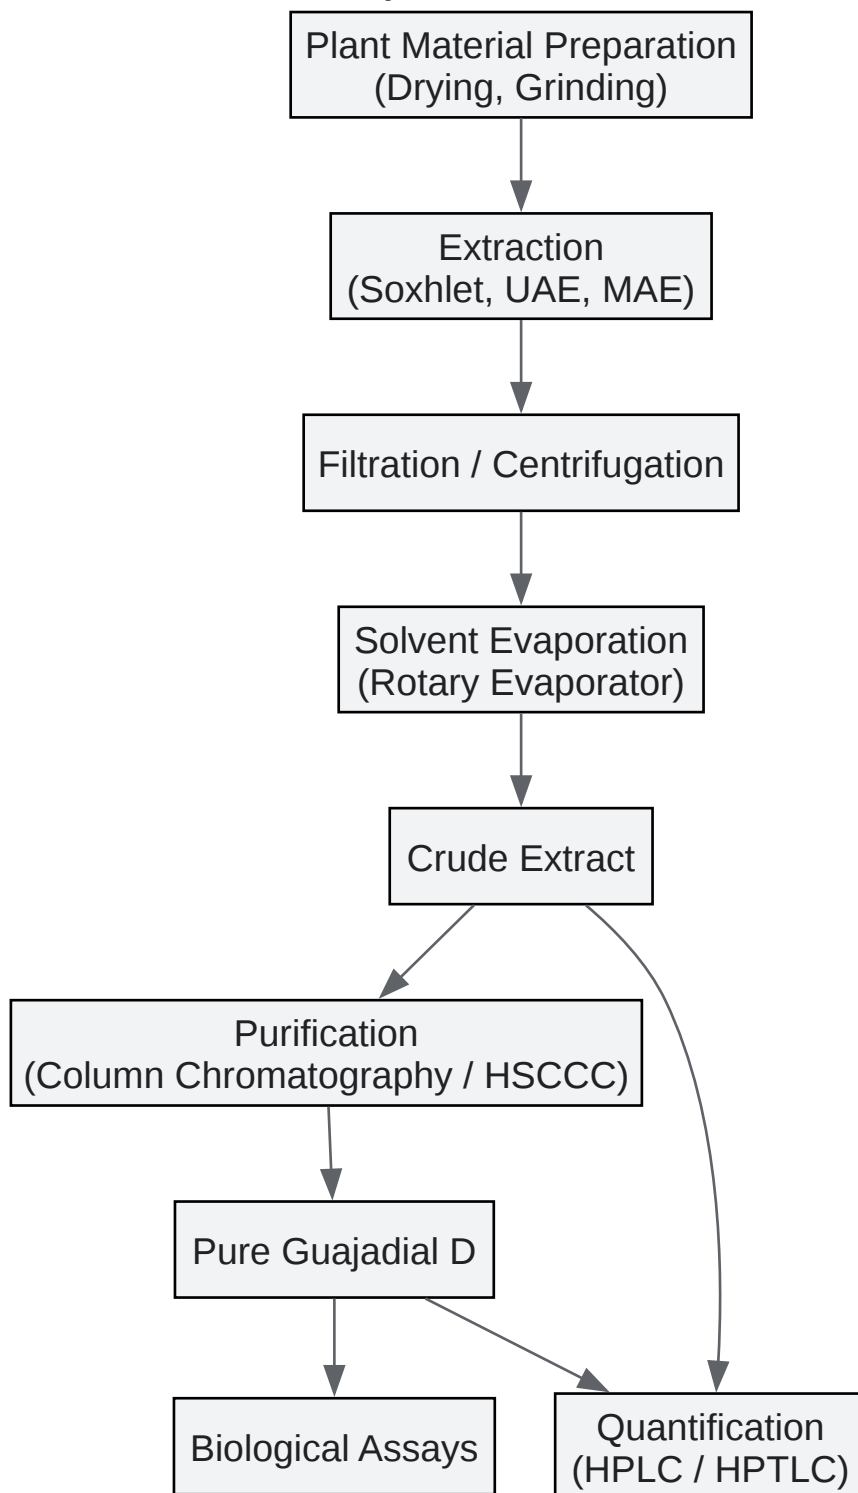 Plant Material Preparation
(Drying, Grinding)
Extraction
(Soxhlet, UAE, MAE)
Filtration / Centrifugation
Solvent Evaporation
(Rotary Evaporator)
Crude Extract
Purification
(Column Chromatography / HSCCC)
Pure Guajadial D
Biological Assays
Quantification
(HPLC / HPTLC)